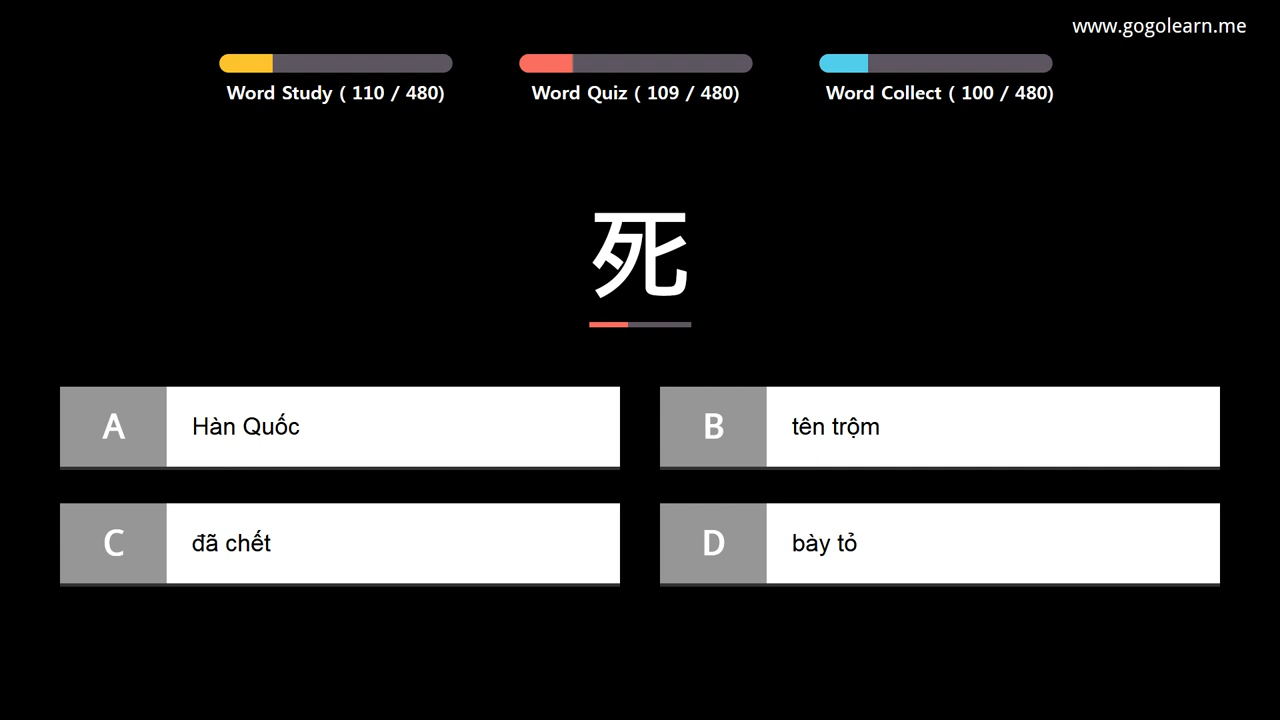 www.gogolearn.me
Word Study ( 110 / 480)
Word Quiz ( 109 / 480)
Word Collect ( 100 / 480)
死
A Hàn Quốc
B tên trộm
C đã chết
D bày tỏ